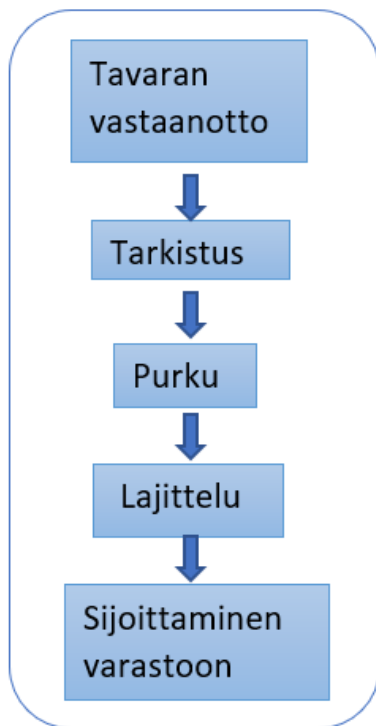 Tavaran
vastaanotto
Tarkistus
Purku
Lajittelu
Sijoittaminen
varastoon